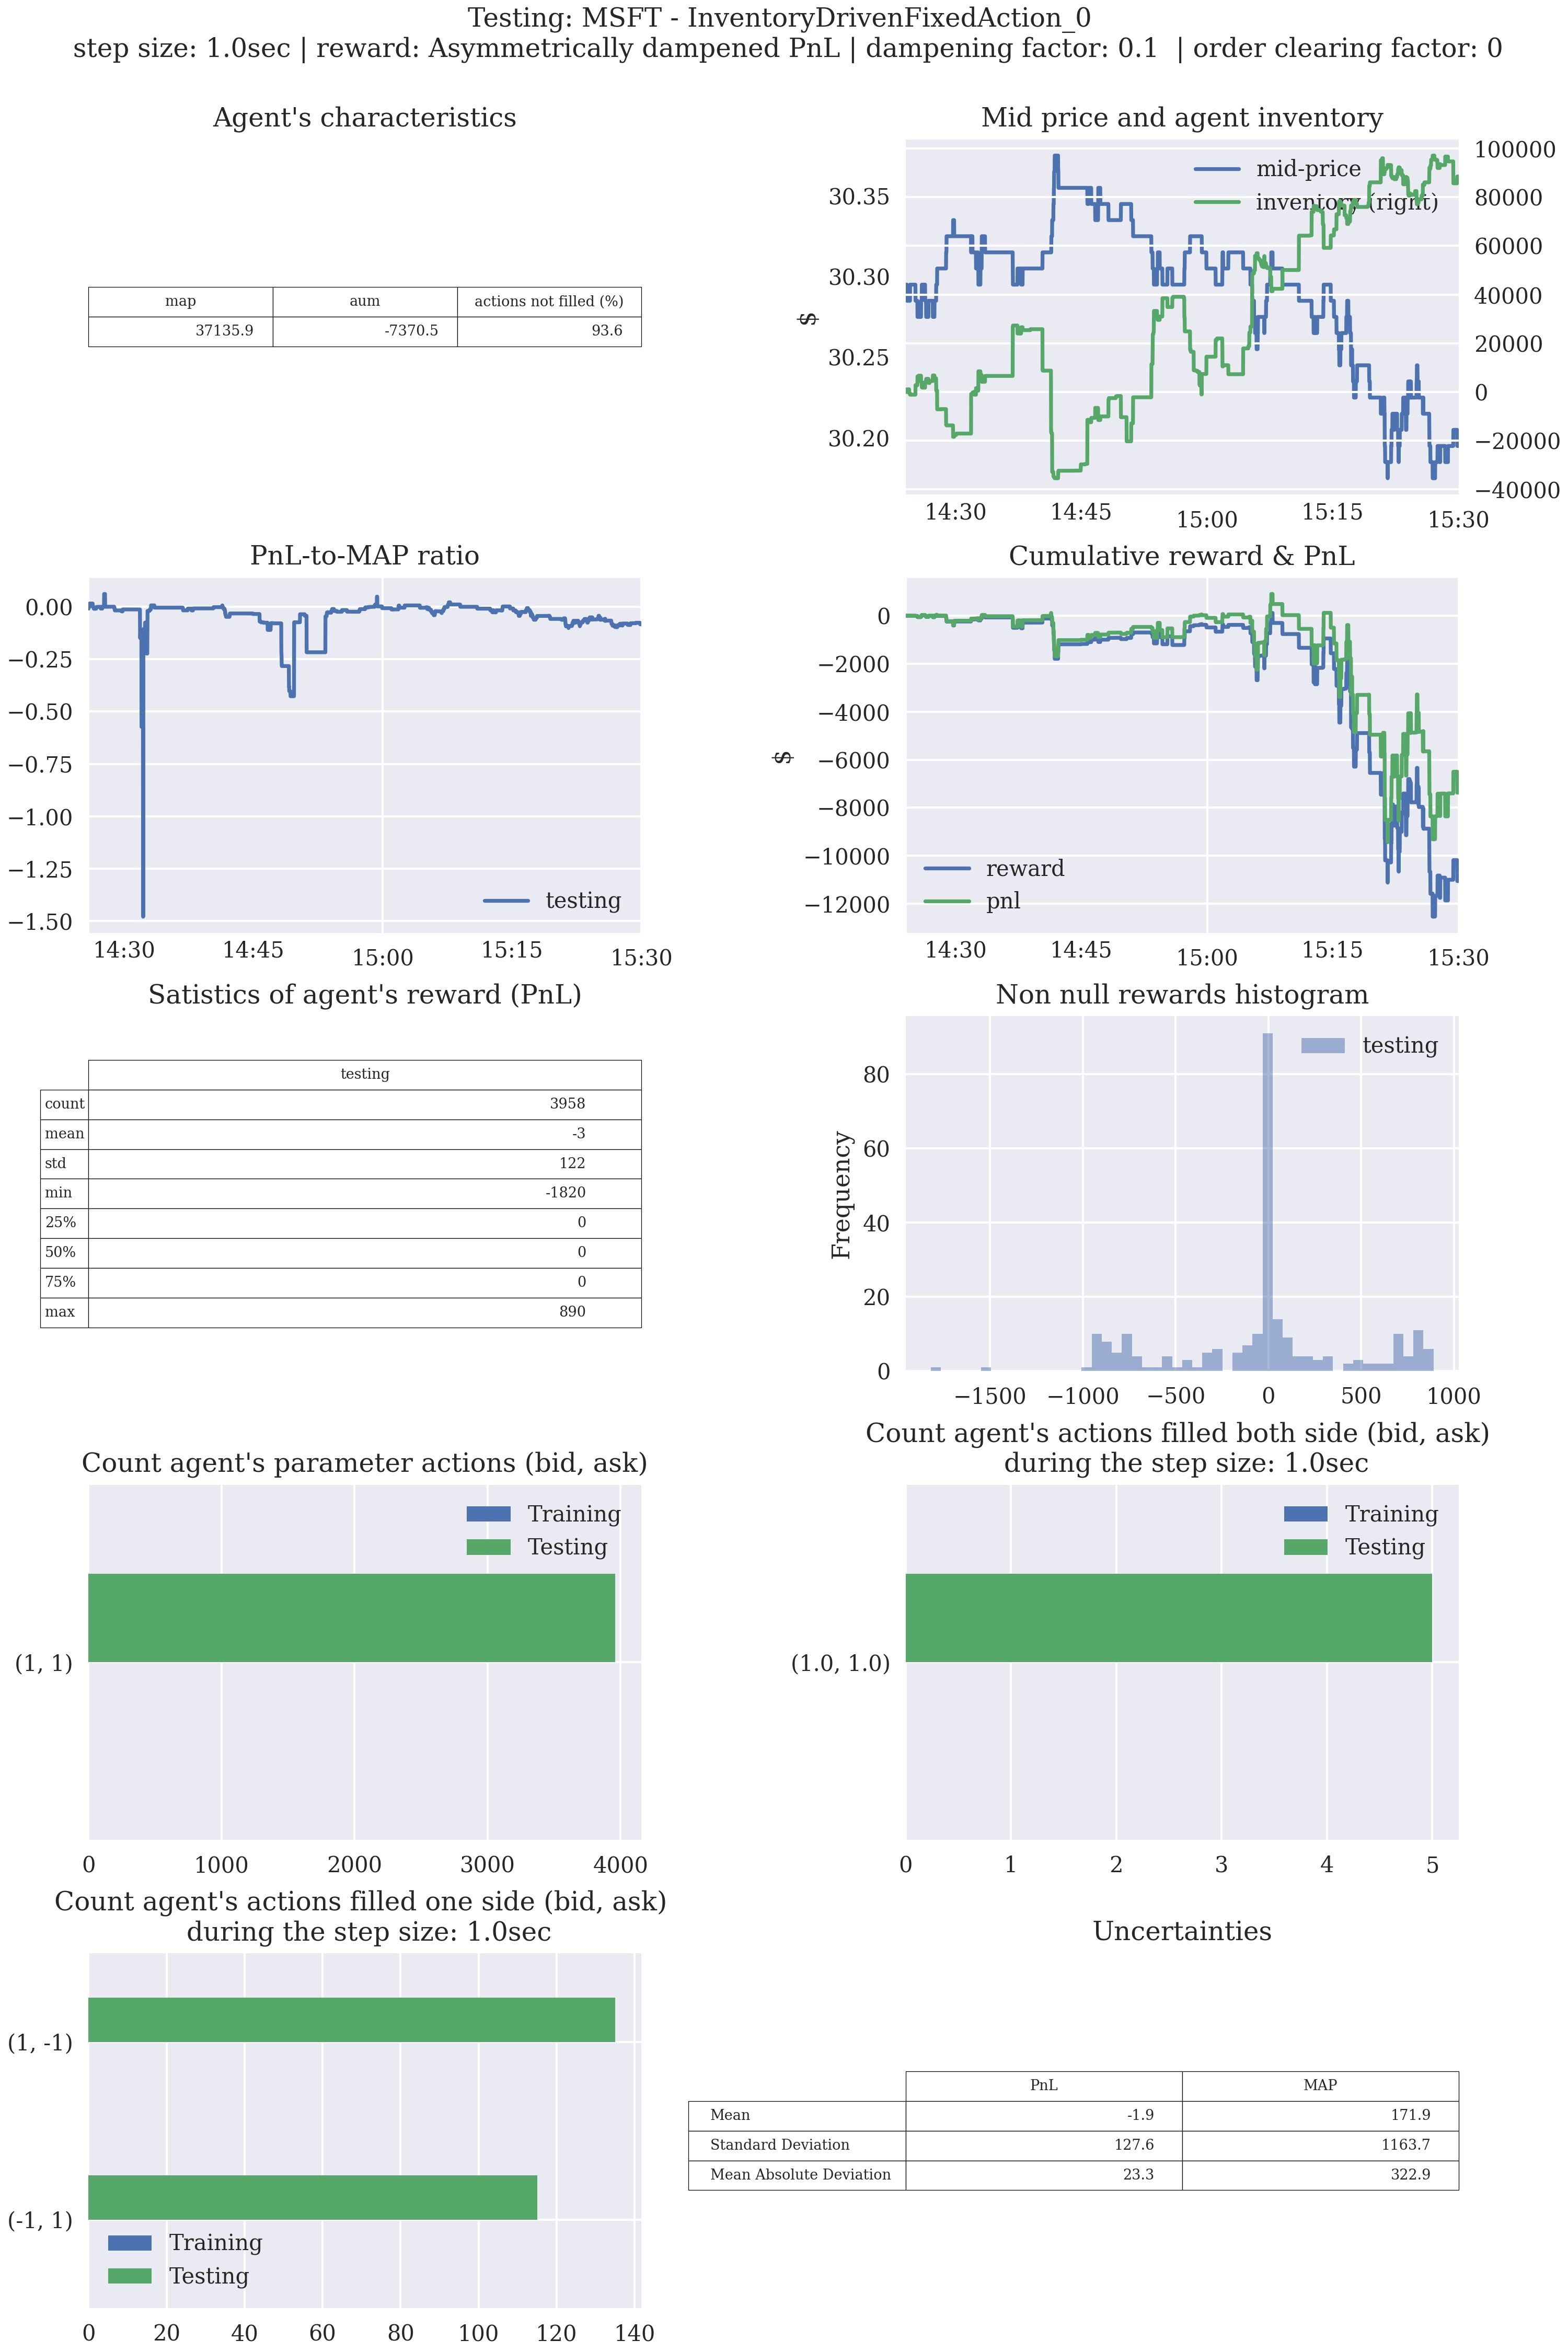 Testing: MSFT - InventoryDrivenFixedAction_0
step size: 1.0sec | reward: Asymmetrically dampened PnL | dampening factor: 0.1 | order clearing factor: 0
Agent's characteristics
map aum actions not filled (%)
37135.9 -7370.5 93.6
Mid price and agent inventory
mid-price
inventory (right)
30.35
30.30
30.25
30.20
$
100000
80000
60000
40000
20000
0
−20000
−40000
14:30 14:45 15:00 15:15 15:30
PnL-to-MAP ratio
0.00
−0.25
−0.50
−0.75
−1.00
−1.25
−1.50
testing
14:30 14:45 15:00 15:15 15:30
Cumulative reward & PnL
0
−2000
−4000
−6000
−8000
−10000
−12000
$
reward
pnl
14:30 14:45 15:00 15:15 15:30
Satistics of agent's reward (PnL)
testing
count 3958
mean -3
std 122
min -1820
25% 0
50% 0
75% 0
max 890
Non null rewards histogram
testing
Frequency
80
60
40
20
0
−1500 −1000 −500 0 500 1000
Count agent's parameter actions (bid, ask)
Training
Testing
(1, 1)
0 1000 2000 3000 4000
Count agent's actions filled both side (bid, ask)
during the step size: 1.0sec
Training
Testing
(1.0, 1.0)
0 1 2 3 4 5
Count agent's actions filled one side (bid, ask)
during the step size: 1.0sec
(1, -1)
(-1, 1)
Training
Testing
0 20 40 60 80 100 120 140
Uncertainties
PnL MAP
Mean -1.9 171.9
Standard Deviation 127.6 1163.7
Mean Absolute Deviation 23.3 322.9